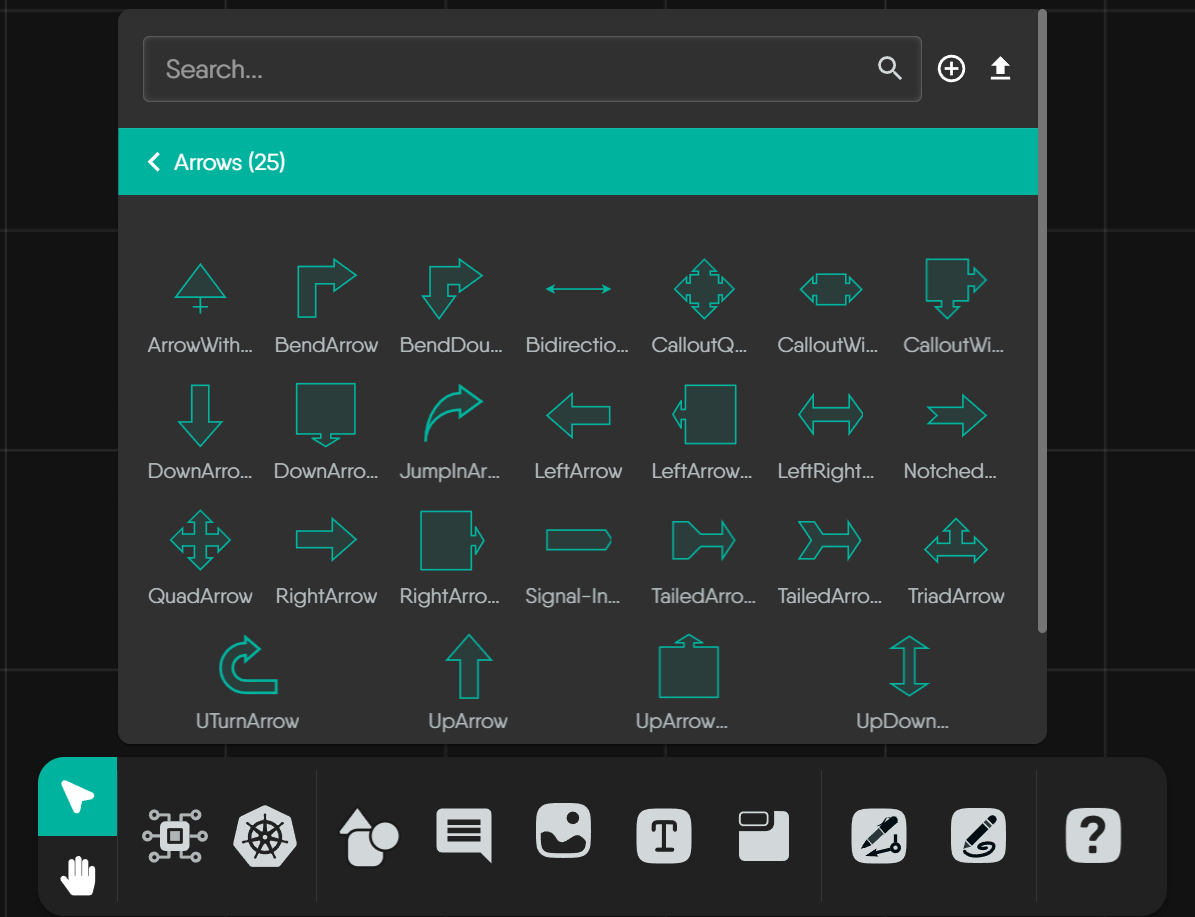 Search...
Arrows (25)
ArrowWith... BendArrow BendDou... Bidirectio... CalloutQ... CalloutWi... CalloutWi...
DownArro... DownArro... JumpInAr... LeftArrow LeftArrow... LeftRight... Notched...
QuadArrow RightArrow RightArro... Signal-In... TailedArro... TailedArro... TriadArrow
UTurnArrow UpArrow UpArrow... UpDown...
T ?